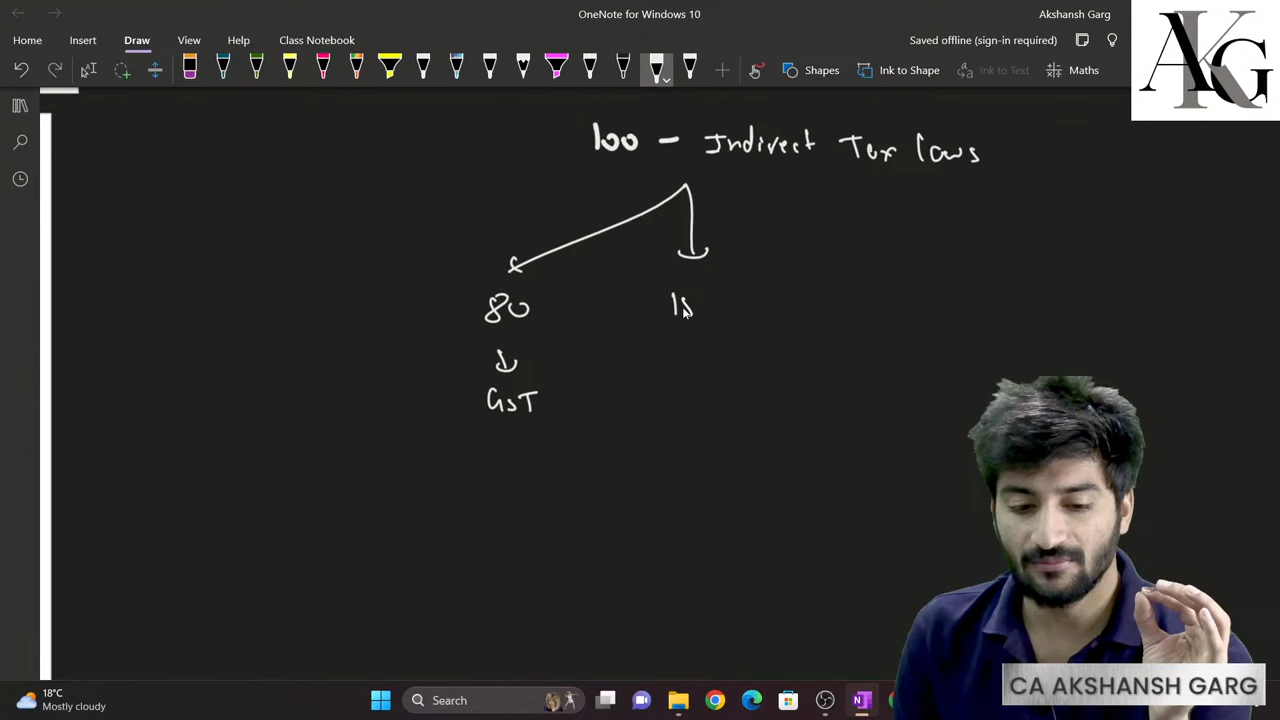 OneNote for Windows 10
Akshansh Garg
Home Insert Draw View Help Class Notebook
Saved offline (sign-in required)
Shapes Ink to Shape Ink to Text Maths
AKG
100 - Indirect Tax laws
80 15
GST
CA AKSHANSH GARG
18°C
Mostly cloudy
Search